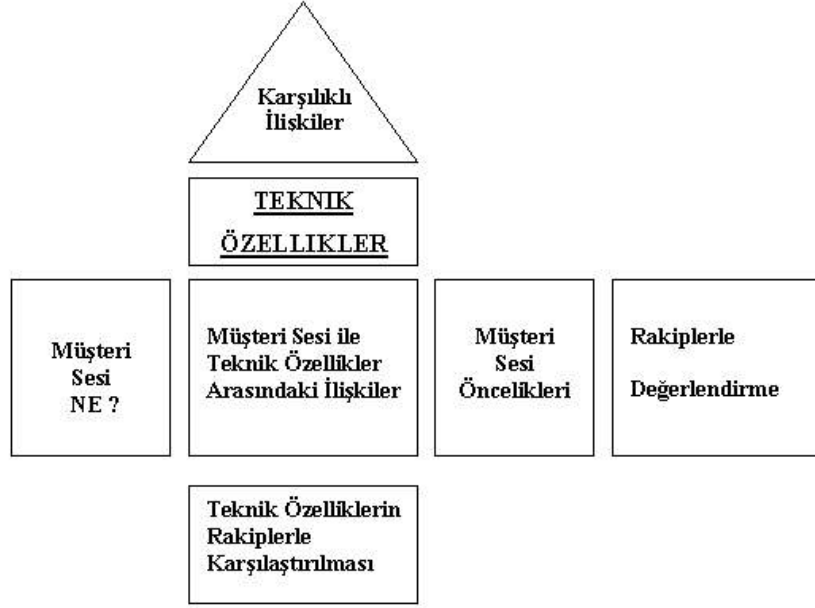 Karşılıklı
İlişkiler
TEKNIK
ÖZELLIKLER
Müşteri
Sesi
NE ?
Müşteri Sesi ile
Teknik Özellikler
Arasındaki İlişkiler
Müşteri
Sesi
Öncelikleri
Rakiplerle
Değerlendirme
Teknik Özelliklerin
Rakiplerle
Karşılaştırılması